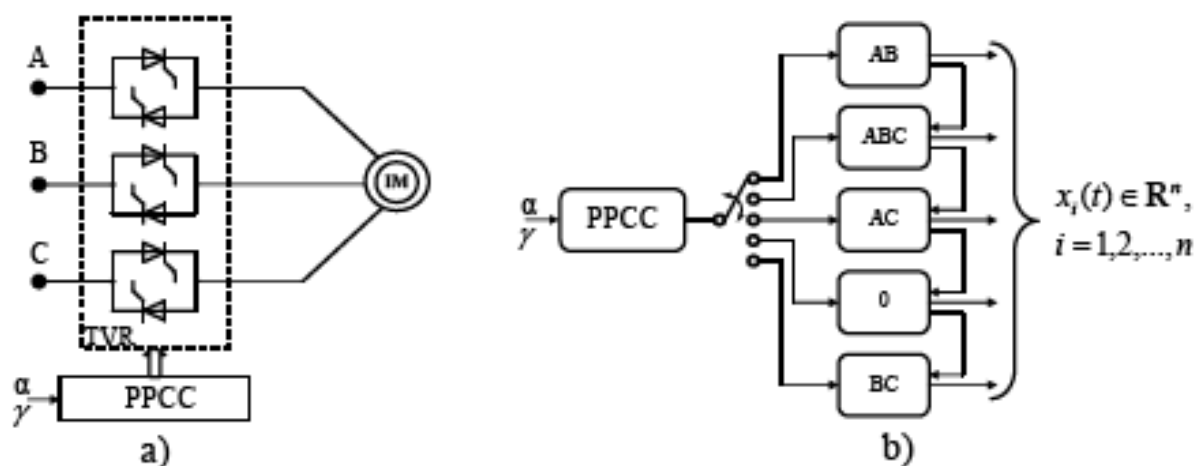 A
B
C
IM
TVR
α
γ
PPCC
a)
α
γ
PPCC
AB
ABC
AC
0
BC
x_i(t) ∈ R^n,
i = 1,2,...,n
b)